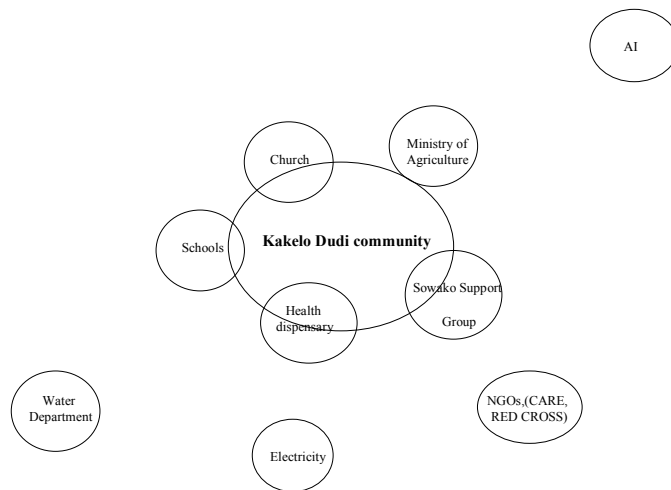 AI
Ministry of
Agriculture
Church
Kakelo Dudi community
Schools
Sowako Support
Group
Health
dispensary
Water
Department
NGOs,(CARE,
RED CROSS)
Electricity